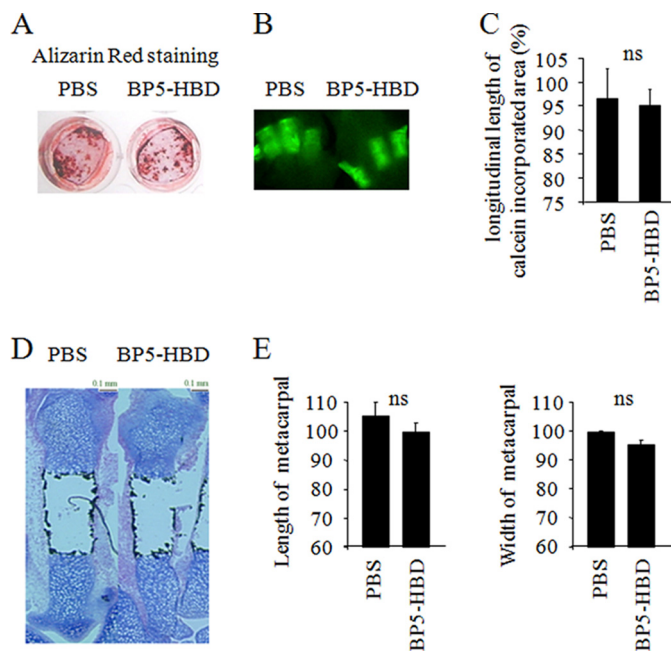 A
Alizarin Red staining
PBS BP5-HBD
B
PBS BP5-HBD
C
longitudinal length of
calcein incorporated area (%)
105
100
95
90
85
80
75
ns
PBS
BP5-HBD
D
PBS BP5-HBD
0.1 mm 0.1 mm
E
Length of metacarpal
110
100
90
80
70
60
ns
PBS
BP5-HBD
Width of metacarpal
110
100
90
80
70
60
ns
PBS
BP5-HBD